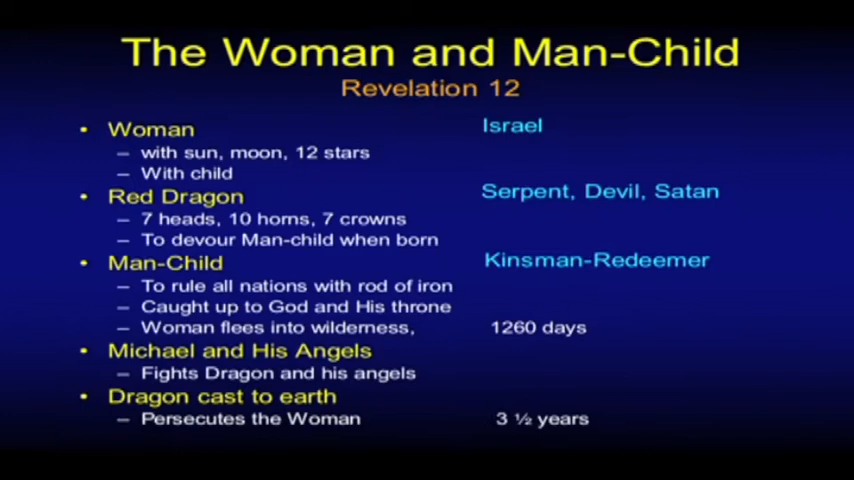 The Woman and Man-Child
Revelation 12
• Woman Israel
– with sun, moon, 12 stars
– With child
• Red Dragon Serpent, Devil, Satan
– 7 heads, 10 horns, 7 crowns
– To devour Man-child when born
• Man-Child Kinsman-Redeemer
– To rule all nations with rod of iron
– Caught up to God and His throne
– Woman flees into wilderness, 1260 days
• Michael and His Angels
– Fights Dragon and his angels
• Dragon cast to earth
– Persecutes the Woman 3 ½ years